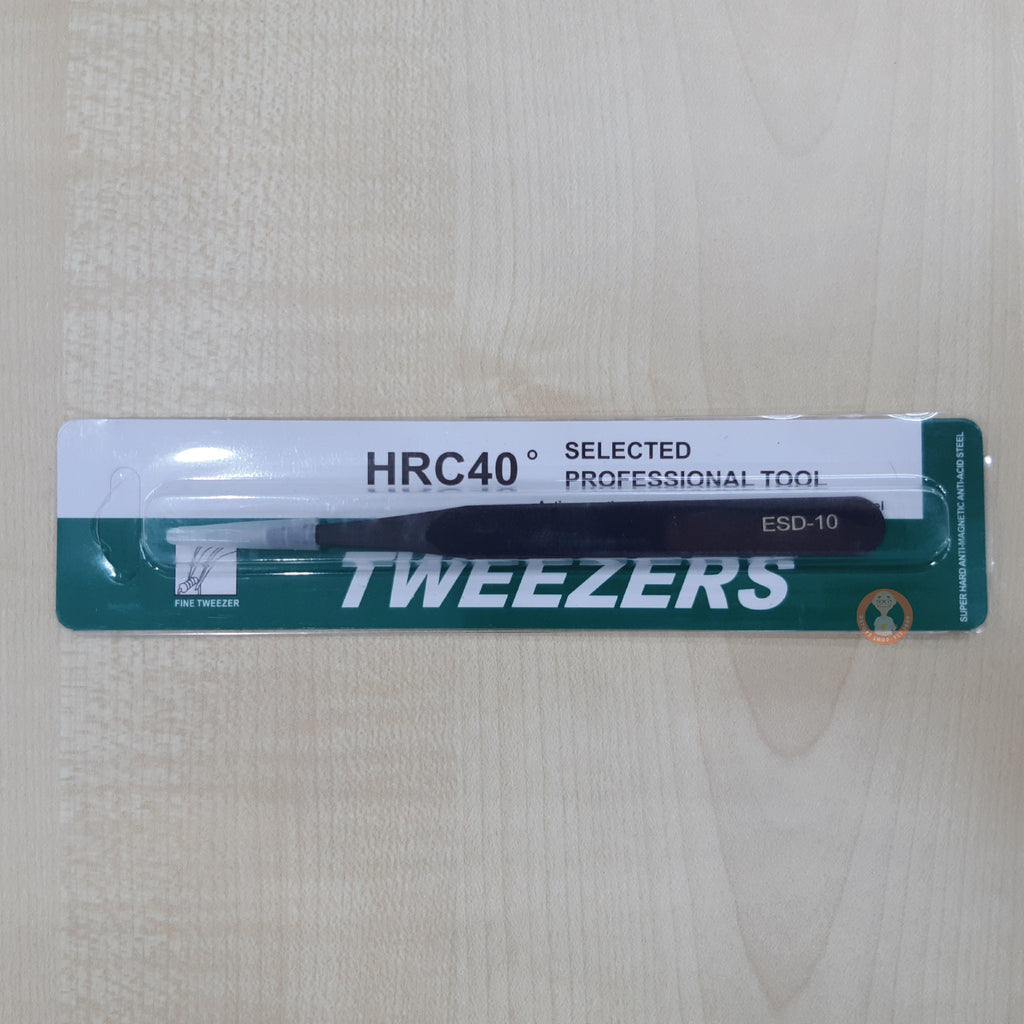 HRC40°
SELECTED
PROFESSIONAL TOOL
ESD-10
TWEEZERS
FINE TWEEZER
SUPER HARD ANTI-MAGNETIC ANTI-ACID STEEL